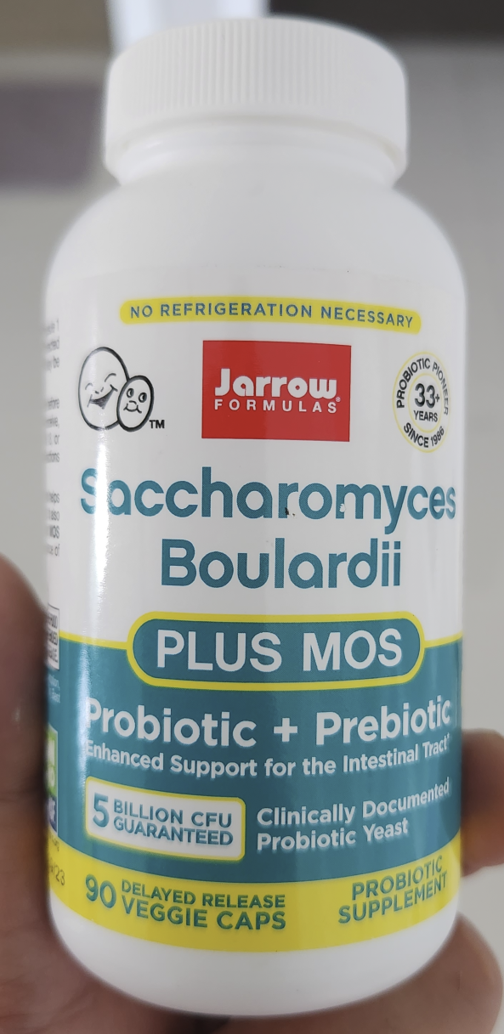 NO REFRIGERATION NECESSARY
Jarrow
FORMULAS®
PROBIOTIC PIONEER
33+
YEARS
SINCE 1986
TM
Saccharomyces
Boulardii
PLUS MOS
Probiotic + Prebiotic
Enhanced Support for the Intestinal Tract*
5 BILLION CFU
GUARANTEED
Clinically Documented
Probiotic Yeast
90 DELAYED RELEASE
VEGGIE CAPS
PROBIOTIC
SUPPLEMENT